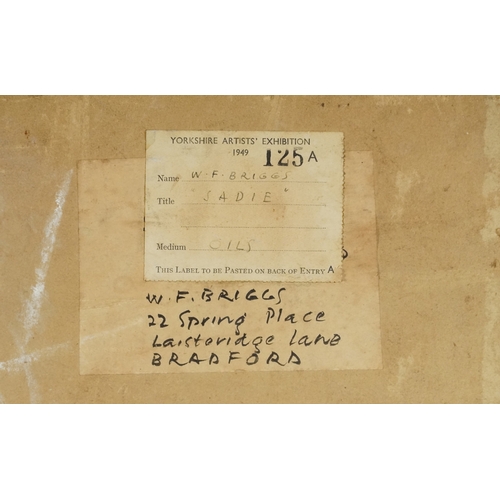 YORKSHIRE ARTISTS' EXHIBITION
1949 125 A
Name W. F. BRIGGS
Title SADIE"
Medium OILS
THIS LABEL TO BE PASTED ON BACK OF ENTRY A
W. F. BRIGGS
22 Spring Place
Laisteridge Lane
BRADFORD